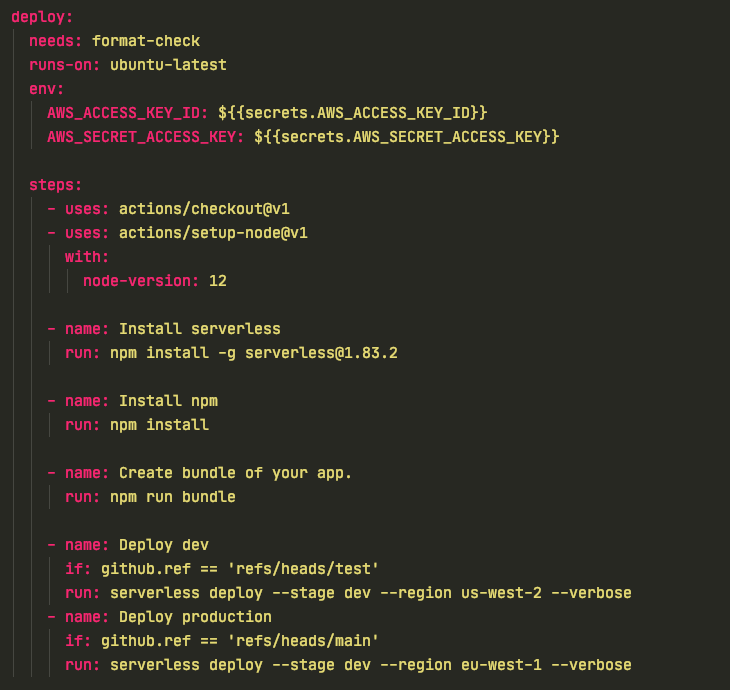 deploy:
  needs: format-check
  runs-on: ubuntu-latest
  env:
    AWS_ACCESS_KEY_ID: ${{secrets.AWS_ACCESS_KEY_ID}}
    AWS_SECRET_ACCESS_KEY: ${{secrets.AWS_SECRET_ACCESS_KEY}}

  steps:
    - uses: actions/checkout@v1
    - uses: actions/setup-node@v1
      with:
        node-version: 12

    - name: Install serverless
      run: npm install -g serverless@1.83.2

    - name: Install npm
      run: npm install

    - name: Create bundle of your app.
      run: npm run bundle

    - name: Deploy dev
      if: github.ref == 'refs/heads/test'
      run: serverless deploy --stage dev --region us-west-2 --verbose
    - name: Deploy production
      if: github.ref == 'refs/heads/main'
      run: serverless deploy --stage dev --region eu-west-1 --verbose